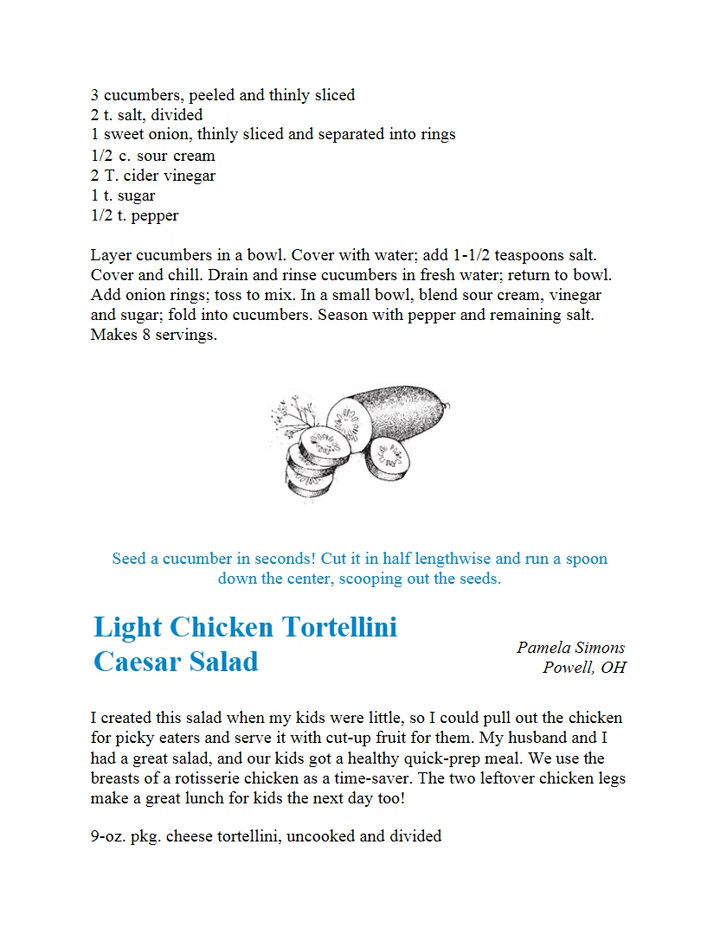 3 cucumbers, peeled and thinly sliced
2 t. salt, divided
1 sweet onion, thinly sliced and separated into rings
1/2 c. sour cream
2 T. cider vinegar
1 t. sugar
1/2 t. pepper
Layer cucumbers in a bowl. Cover with water; add 1-1/2 teaspoons salt.
Cover and chill. Drain and rinse cucumbers in fresh water; return to bowl.
Add onion rings; toss to mix. In a small bowl, blend sour cream, vinegar
and sugar; fold into cucumbers. Season with pepper and remaining salt.
Makes 8 servings.
Seed a cucumber in seconds! Cut it in half lengthwise and run a spoon
down the center, scooping out the seeds.
Light Chicken Tortellini
Caesar Salad
Pamela Simons
Powell, OH
I created this salad when my kids were little, so I could pull out the chicken
for picky eaters and serve it with cut-up fruit for them. My husband and I
had a great salad, and our kids got a healthy quick-prep meal. We use the
breasts of a rotisserie chicken as a time-saver. The two leftover chicken legs
make a great lunch for kids the next day too!
9-oz. pkg. cheese tortellini, uncooked and divided